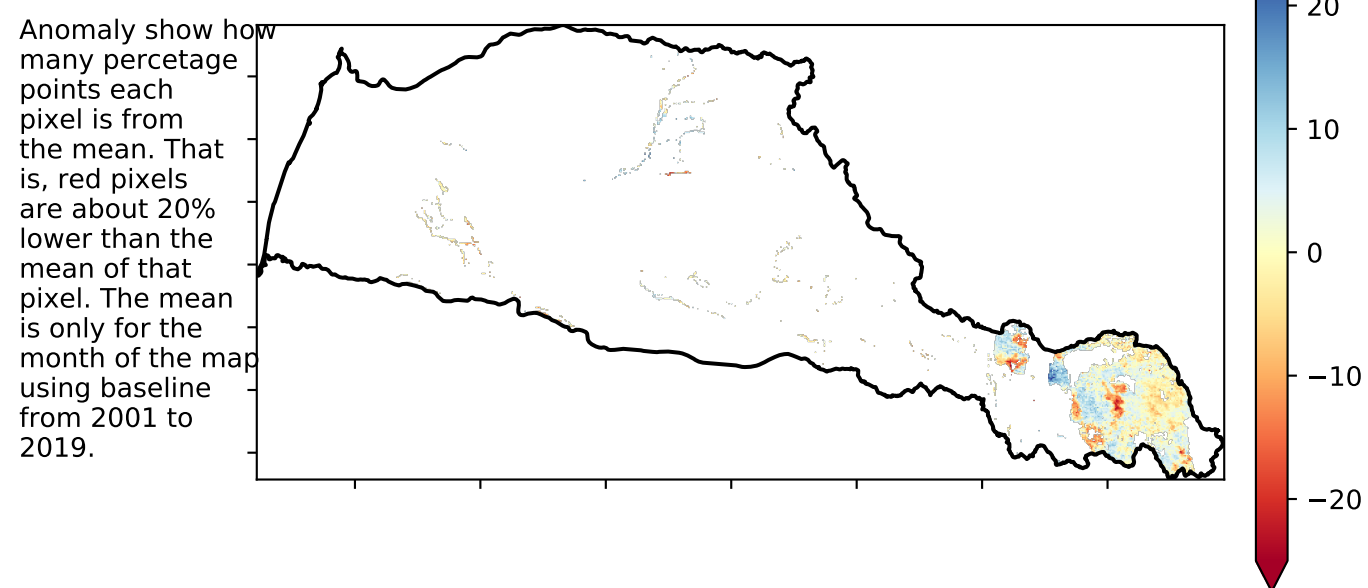 Anomaly show how
many percetage
points each
pixel is from
the mean. That
is, red pixels
are about 20%
lower than the
mean of that
pixel. The mean
is only for the
month of the map
using baseline
from 2001 to
2019.
20
10
0
−10
−20